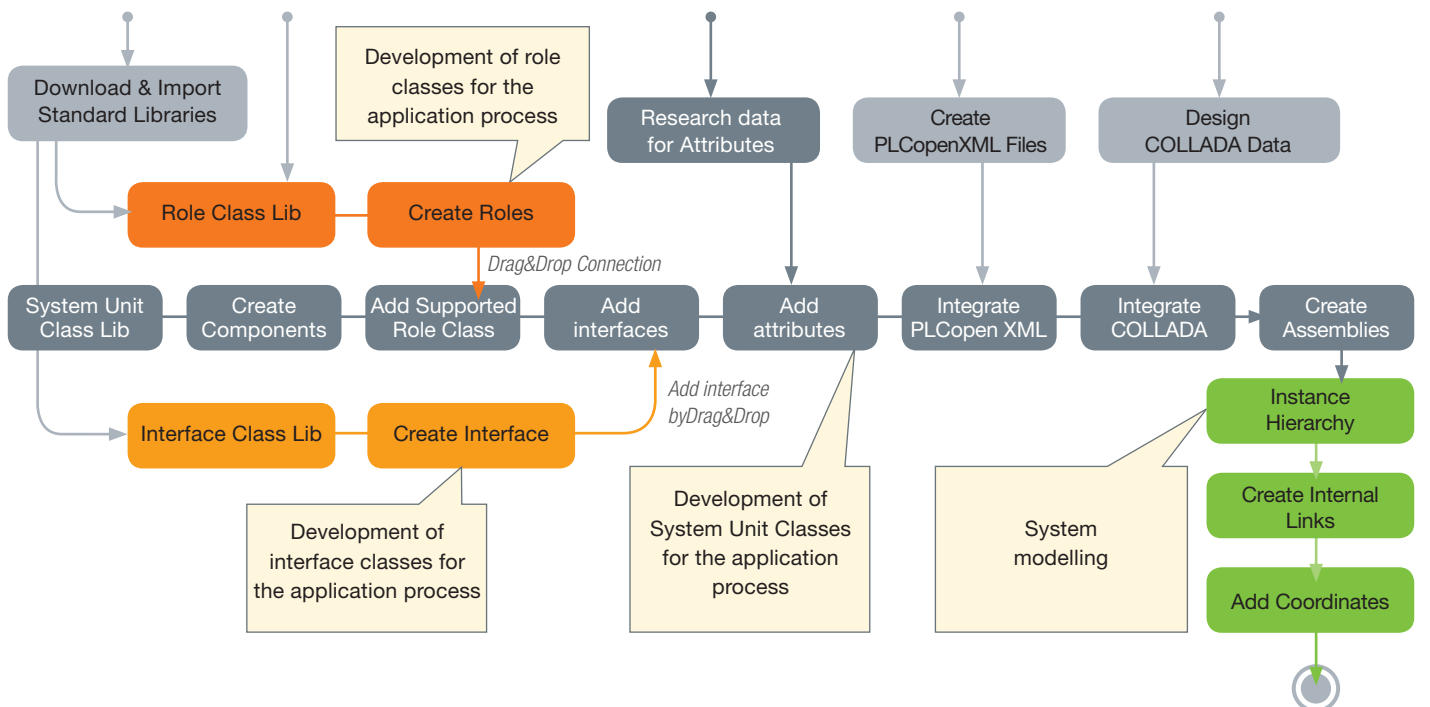 Download & Import
Standard Libraries
Development of role
classes for the
application process
Research data
for Attributes
Create
PLCopenXML Files
Design
COLLADA Data
Role Class Lib
Create Roles
Drag&Drop Connection
System Unit
Class Lib
Create
Components
Add Supported
Role Class
Add
interfaces
Add
attributes
Integrate
PLCopen XML
Integrate
COLLADA
Create
Assemblies
Interface Class Lib
Create Interface
Add interface
byDrag&Drop
Instance
Hierarchy
Development of
interface classes for
the application process
Development of
System Unit Classes
for the application
process
System
modelling
Create Internal
Links
Add Coordinates